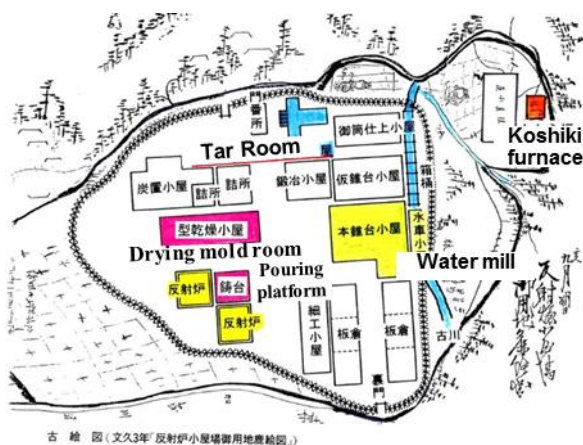 門番所
御筒仕上小屋
Koshiki
furnace
Tar Room
屋
箱桶
炭置小屋
詰所
詰所
鍛冶小屋
仮錐台小屋
型乾燥小屋
本錐台小屋
水車小
Drying mold room
Water mill
Pouring
platform
反射炉
鋳台
反射炉
細工小屋
板倉
板倉
裏門
古川
古 絵 図(文久3年「反射炉小屋場御用地麁絵図」)